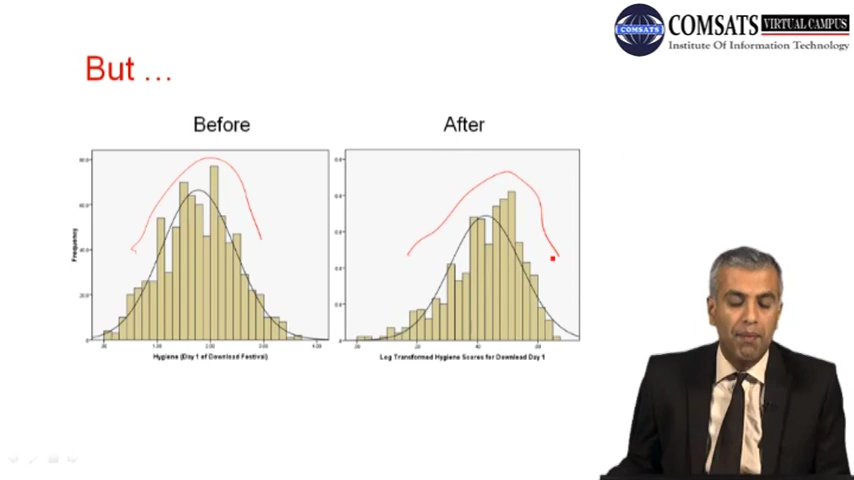 COMSATS
COMSATS VIRTUAL CAMPUS
Institute Of Information Technology
But ...
Before
After
Frequency
Hygiene (Day 1 of Download Festival)
Log Transformed Hygiene Scores for Download Day 1